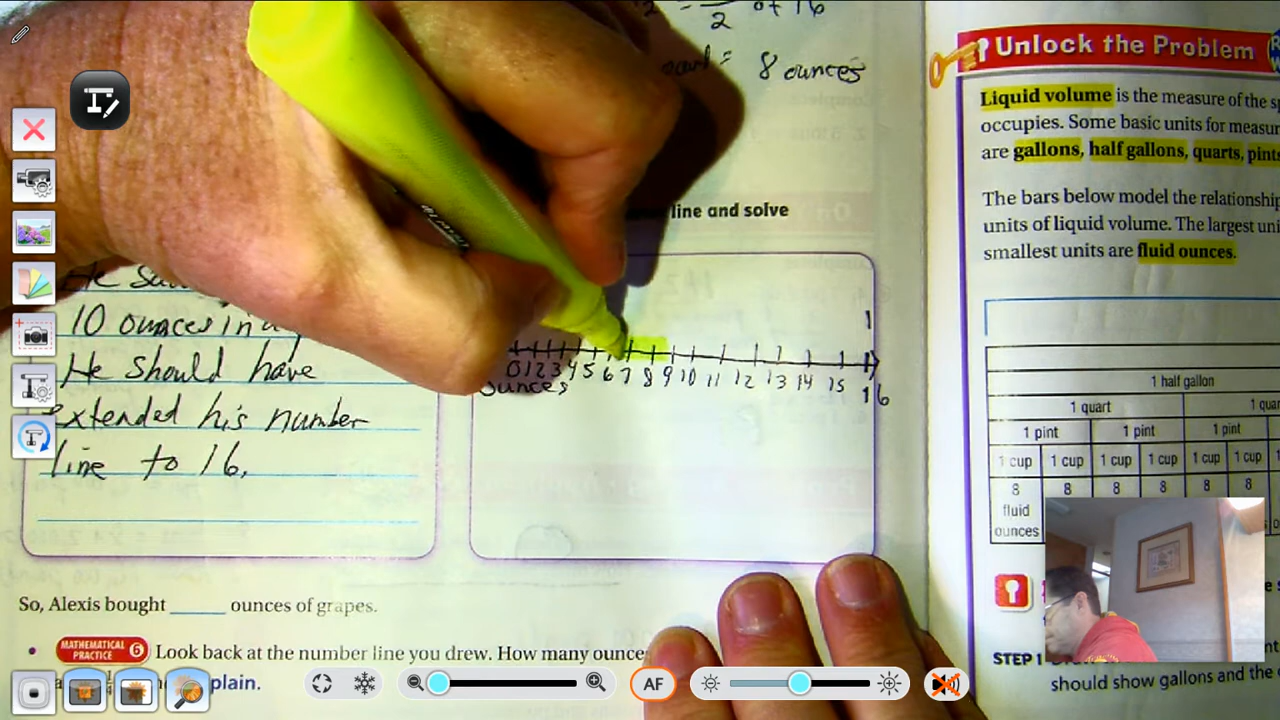 2 of 16
8 ounces
line and solve
He
10 ounces in a
He should have
extended his number
line to 16.
1
0 1 2 3 4 5 6 7 8 9 10 11 12 13 14 15 16
ounces
So, Alexis bought _____ ounces of grapes.
• MATHEMATICAL PRACTICE 6 Look back at the number line you drew. How many ounce
plain.
Unlock the Problem
Liquid volume is the measure of the
occupies. Some basic units for
are gallons, half gallons, quarts, pints
The bars below model the relationship
units of liquid volume. The largest
smallest units are fluid ounces.
1 half gallon
1 quart
1 pint 1 pint 1 pint
1 cup 1 cup 1 cup 1 cup 1 cup 1 cup
8 8 8 8 8 8
fluid
ounces
STEP 1
should show gallons and the
AF